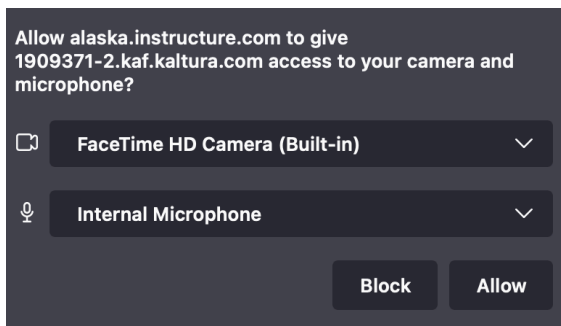 Allow alaska.instructure.com to give
1909371-2.kaf.kaltura.com access to your camera and
microphone?
FaceTime HD Camera (Built-in)
Internal Microphone
Block Allow